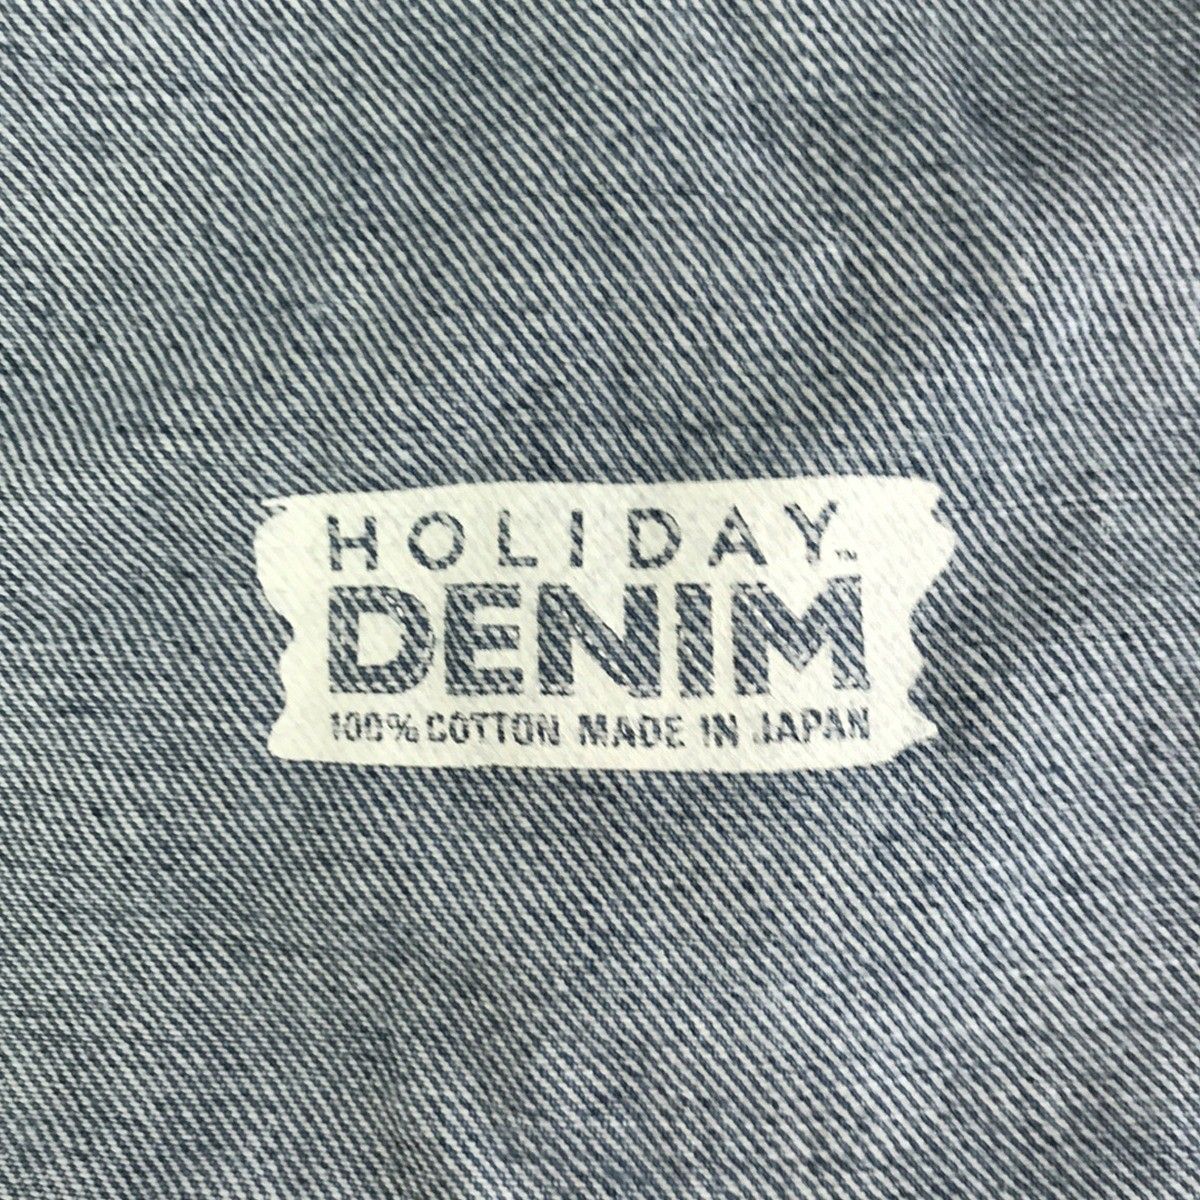 HOLIDAY™
DENIM
100% COTTON MADE IN JAPAN